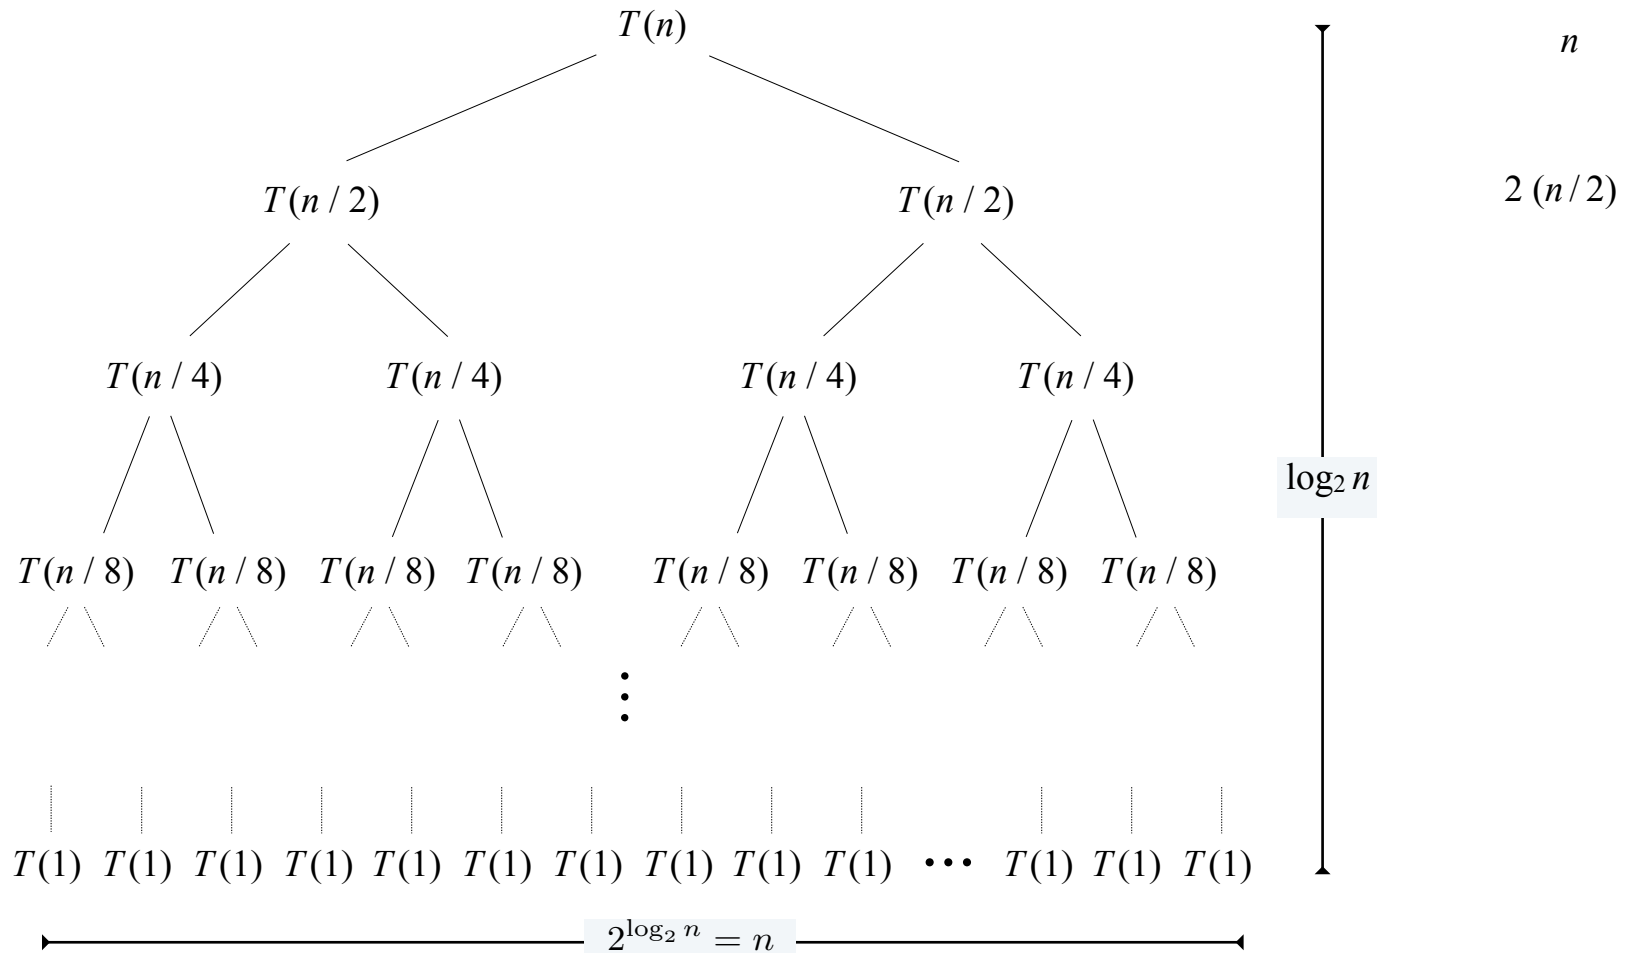 T(n) n
T(n / 2) T(n / 2) 2 (n / 2)
T(n / 4) T(n / 4) T(n / 4) T(n / 4)
log₂ n
T(n / 8) T(n / 8) T(n / 8) T(n / 8) T(n / 8) T(n / 8) T(n / 8) T(n / 8)
⋮
T(1) T(1) T(1) T(1) T(1) T(1) T(1) T(1) T(1) T(1) ⋯ T(1) T(1) T(1)
2^{log₂ n} = n